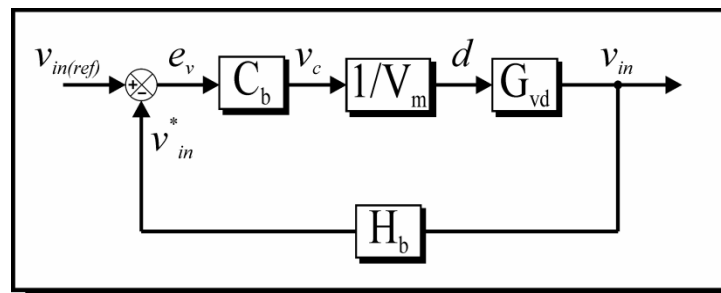 v_in(ref)
+
−
e_v
C_b
v_c
1/V_m
d
G_vd
v_in
v*_in
H_b